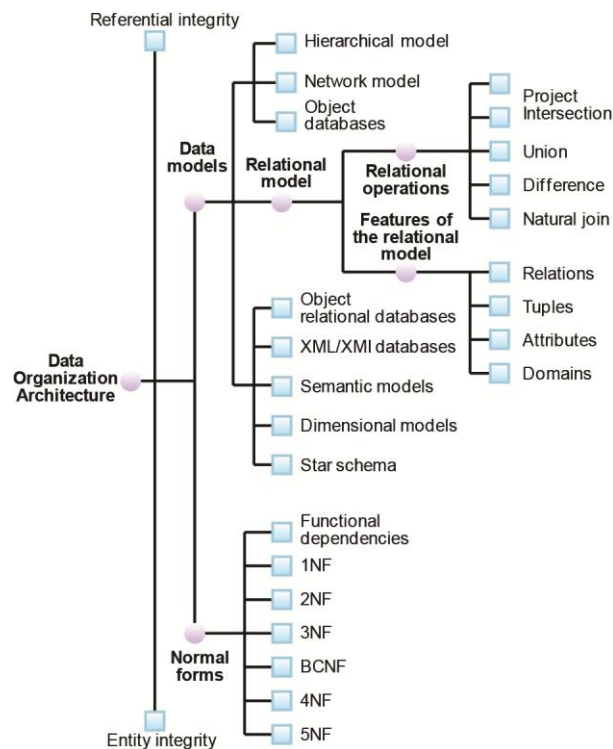 Referential integrity
Hierarchical model
Network model
Object
databases
Data
models
Relational model
Relational
operations
Project
Intersection
Union
Difference
Natural join
Features of
the relational
model
Relations
Tuples
Attributes
Domains
Object
relational databases
XML/XMI databases
Semantic models
Dimensional models
Star schema
Data
Organization
Architecture
Functional
dependencies
1NF
2NF
3NF
BCNF
4NF
5NF
Normal
forms
Entity integrity